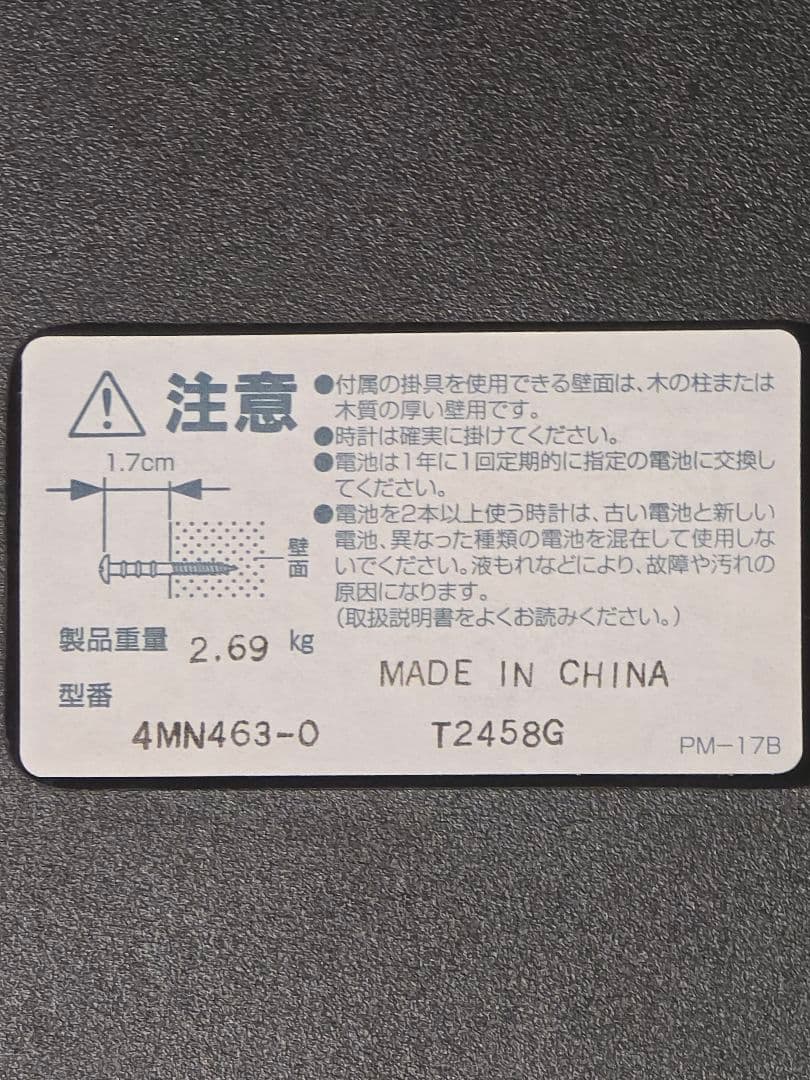 注意
1.7cm
壁面
●付属の掛具を使用できる壁面は、木の柱または
木質の厚い壁用です。
●時計は確実に掛けてください。
●電池は1年に1回定期的に指定の電池に交換し
てください。
●電池を2本以上使う時計は、古い電池と新しい
電池、異なった種類の電池を混在して使用しな
いでください。液もれなどにより、故障や汚れの
原因になります。
(取扱説明書をよくお読みください。)
製品重量 2.69 kg
MADE IN CHINA
型番
4MN463-0 T2458G PM-17B